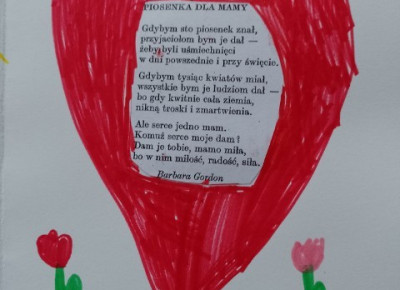 PIOSENKA DLA MAMY
Gdybym sto piosenek znał,
przyjaciołom bym je dał —
żeby byli uśmiechnięci
w dni powszednie i przy święcie.
Gdybym tysiąc kwiatów miał,
wszystkie bym je ludziom dał —
bo gdy kwitnie cała ziemia,
nikną troski i zmartwienia.
Ale serce jedno mam.
Komuż serce moje dam?
Dam je tobie, mamo miła,
bo w nim miłość, radość, siła.
Barbara Gordon